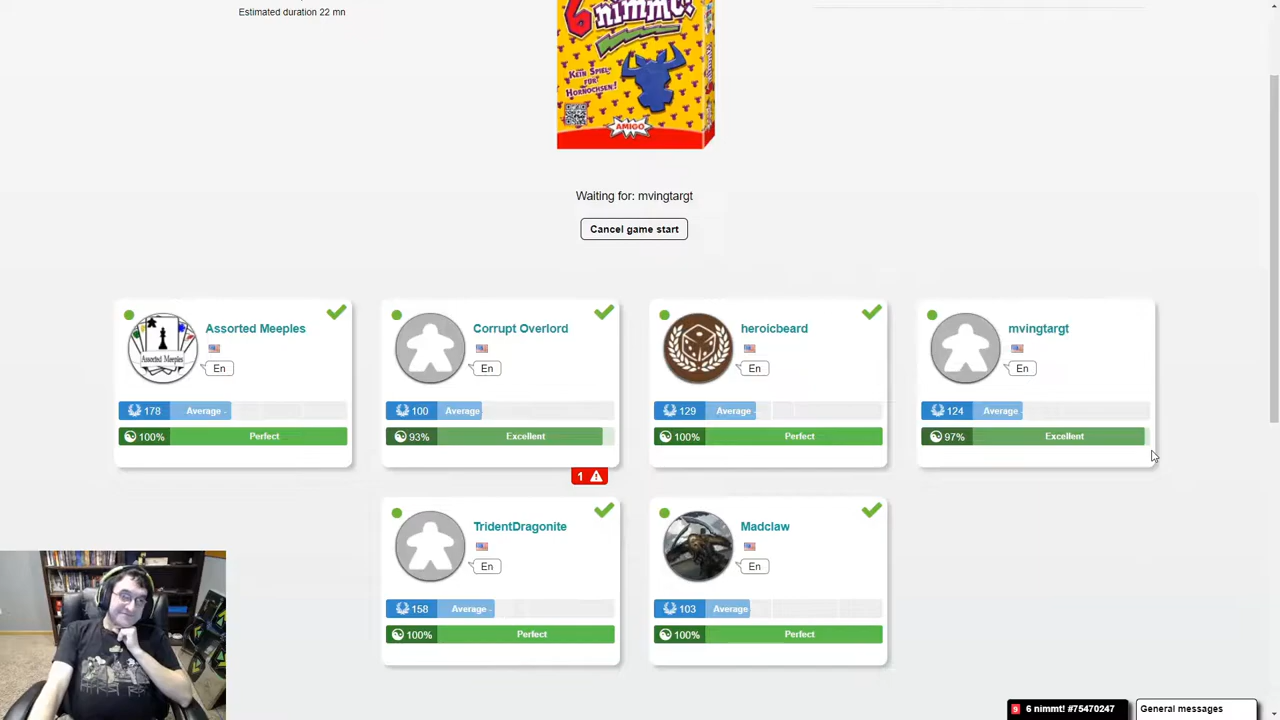 Estimated duration 22 mn
6 nimmt!
KEIN SPIEL
FÜR
HORNOCHSEN!
AMIGO
Waiting for: mvingtargt
Cancel game start
Assorted Meeples
En
178 Average
100% Perfect
Corrupt Overlord
En
100 Average
93% Excellent
1
heroicbeard
En
129 Average
100% Perfect
mvingtargt
En
124 Average
97% Excellent
Assorted Meeples
TridentDragonite
En
158 Average
100% Perfect
Madclaw
En
103 Average
100% Perfect
6 nimmt! #75470247
General messages